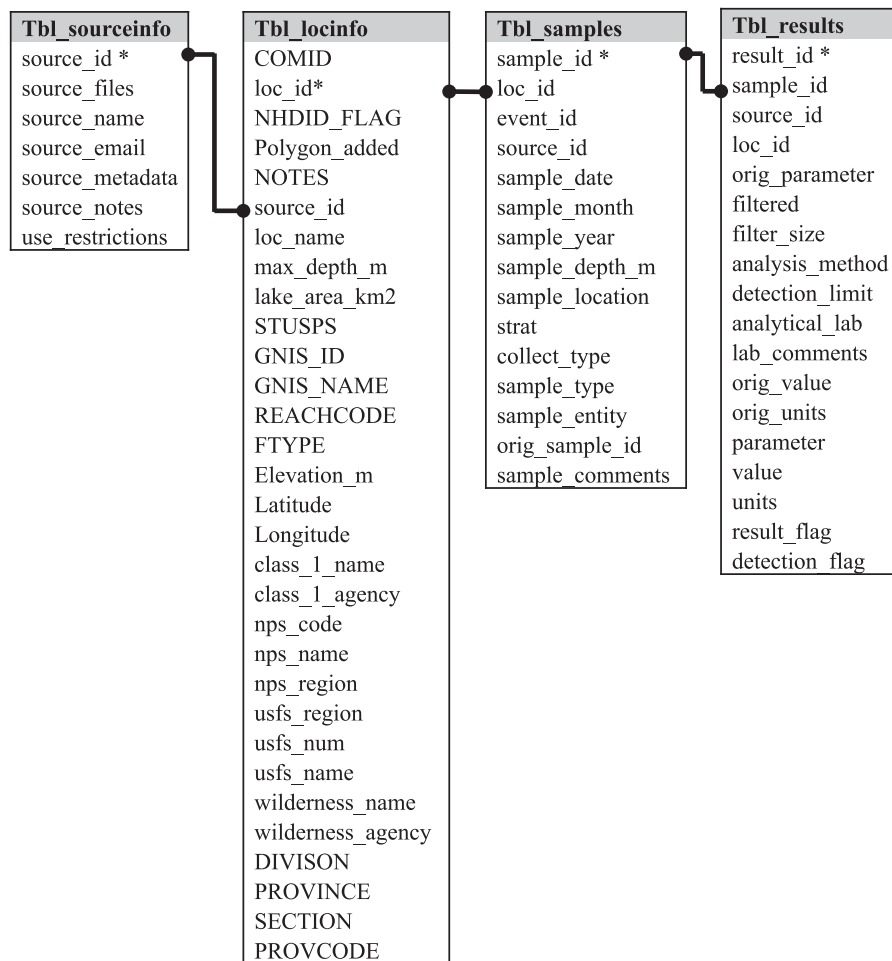 Tbl_sourceinfo
source_id *
source_files
source_name
source_email
source_metadata
source_notes
use_restrictions
Tbl_locinfo
COMID
loc_id*
NHDID_FLAG
Polygon_added
NOTES
source_id
loc_name
max_depth_m
lake_area_km2
STUSPS
GNIS_ID
GNIS_NAME
REACHCODE
FTYPE
Elevation_m
Latitude
Longitude
class_1_name
class_1_agency
nps_code
nps_name
nps_region
usfs_region
usfs_num
usfs_name
wilderness_name
wilderness_agency
DIVISON
PROVINCE
SECTION
PROVCODE
Tbl_samples
sample_id *
loc_id
event_id
source_id
sample_date
sample_month
sample_year
sample_depth_m
sample_location
strat
collect_type
sample_type
sample_entity
orig_sample_id
sample_comments
Tbl_results
result_id *
sample_id
source_id
loc_id
orig_parameter
filtered
filter_size
analysis_method
detection_limit
analytical_lab
lab_comments
orig_value
orig_units
parameter
value
units
result_flag
detection_flag